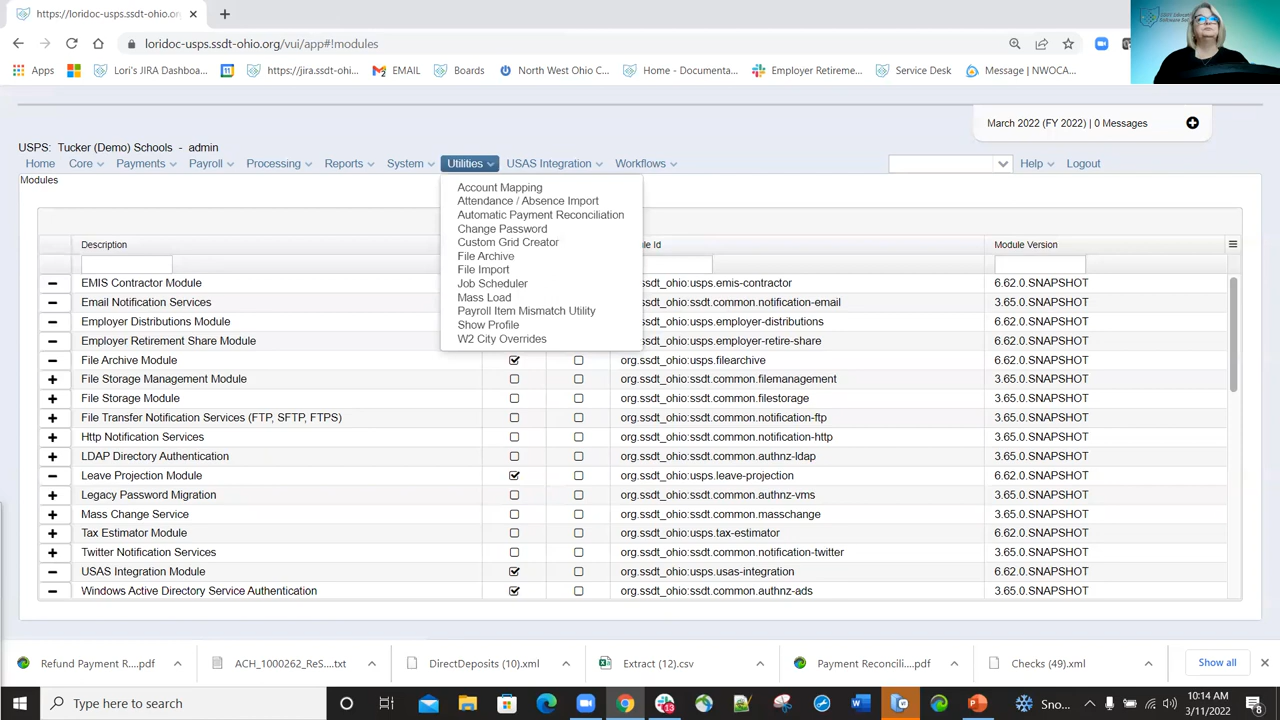 https://loridoc-usps.ssdt-ohio.org/
loridoc-usps.ssdt-ohio.org/vui/app#!modules
Apps Lori's JIRA Dashboa... https://jira.ssdt-ohi... EMAIL Boards North West Ohio C... Home - Documenta... Employer Retireme... Service Desk Message | NWOCA...
March 2022 (FY 2022) | 0 Messages
USPS: Tucker (Demo) Schools - admin
Home Core Payments Payroll Processing Reports System Utilities USAS Integration Workflows Help Logout
Modules
Account Mapping
Attendance / Absence Import
Automatic Payment Reconciliation
Change Password
Custom Grid Creator
File Archive
File Import
Job Scheduler
Mass Load
Payroll Item Mismatch Utility
Show Profile
W2 City Overrides
Description le Id Module Version
EMIS Contractor Module org.ssdt_ohio:usps.emis-contractor 6.62.0.SNAPSHOT
Email Notification Services org.ssdt_ohio:ssdt.common.notification-email 3.65.0.SNAPSHOT
Employer Distributions Module org.ssdt_ohio:usps.employer-distributions 6.62.0.SNAPSHOT
Employer Retirement Share Module org.ssdt_ohio:usps.employer-retire-share 6.62.0.SNAPSHOT
File Archive Module org.ssdt_ohio:usps.filearchive 6.62.0.SNAPSHOT
File Storage Management Module org.ssdt_ohio:ssdt.common.filemanagement 3.65.0.SNAPSHOT
File Storage Module org.ssdt_ohio:ssdt.common.filestorage 3.65.0.SNAPSHOT
File Transfer Notification Services (FTP, SFTP, FTPS) org.ssdt_ohio:ssdt.common.notification-ftp 3.65.0.SNAPSHOT
Http Notification Services org.ssdt_ohio:ssdt.common.notification-http 3.65.0.SNAPSHOT
LDAP Directory Authentication org.ssdt_ohio:ssdt.common.authnz-ldap 3.65.0.SNAPSHOT
Leave Projection Module org.ssdt_ohio:usps.leave-projection 6.62.0.SNAPSHOT
Legacy Password Migration org.ssdt_ohio:ssdt.common.authnz-vms 3.65.0.SNAPSHOT
Mass Change Service org.ssdt_ohio:ssdt.common.masschange 3.65.0.SNAPSHOT
Tax Estimator Module org.ssdt_ohio:usps.tax-estimator 6.62.0.SNAPSHOT
Twitter Notification Services org.ssdt_ohio:ssdt.common.notification-twitter 3.65.0.SNAPSHOT
USAS Integration Module org.ssdt_ohio:usps.usas-integration 6.62.0.SNAPSHOT
Windows Active Directory Service Authentication org.ssdt_ohio:ssdt.common.authnz-ads 3.65.0.SNAPSHOT
Refund Payment R....pdf ACH_1000262_ReS....txt DirectDeposits (10).xml Extract (12).csv Payment Reconcili....pdf Checks (49).xml Show all
Type here to search Sno... 10:14 AM
3/11/2022